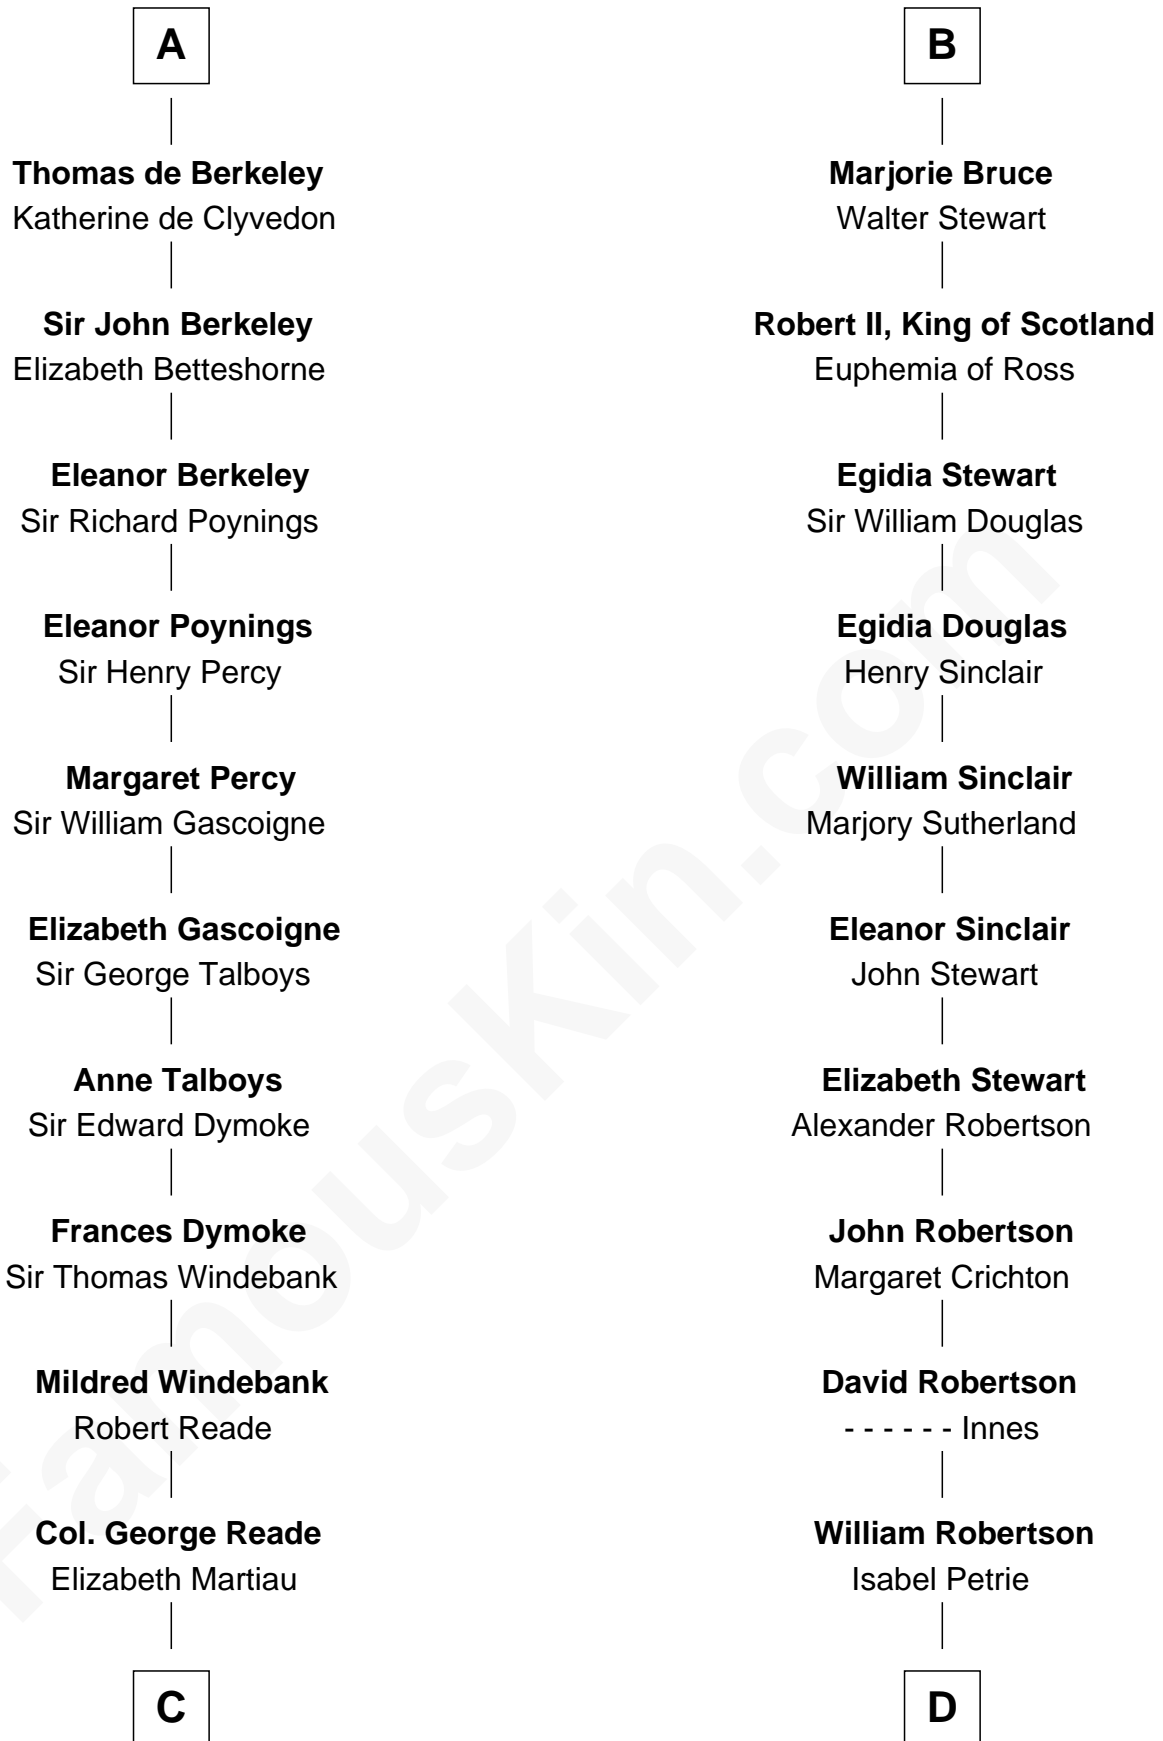 A
Thomas de Berkeley
Katherine de Clyvedon
Sir John Berkeley
Elizabeth Betteshorne
Eleanor Berkeley
Sir Richard Poynings
Eleanor Poynings
Sir Henry Percy
Margaret Percy
Sir William Gascoigne
Elizabeth Gascoigne
Sir George Talboys
Anne Talboys
Sir Edward Dymoke
Frances Dymoke
Sir Thomas Windebank
Mildred Windebank
Robert Reade
Col. George Reade
Elizabeth Martiau
C
B
Marjorie Bruce
Walter Stewart
Robert II, King of Scotland
Euphemia of Ross
Egidia Stewart
Sir William Douglas
Egidia Douglas
Henry Sinclair
William Sinclair
Marjory Sutherland
Eleanor Sinclair
John Stewart
Elizabeth Stewart
Alexander Robertson
John Robertson
Margaret Crichton
David Robertson
- - - - - - Innes
William Robertson
Isabel Petrie
D
FamousKin.com